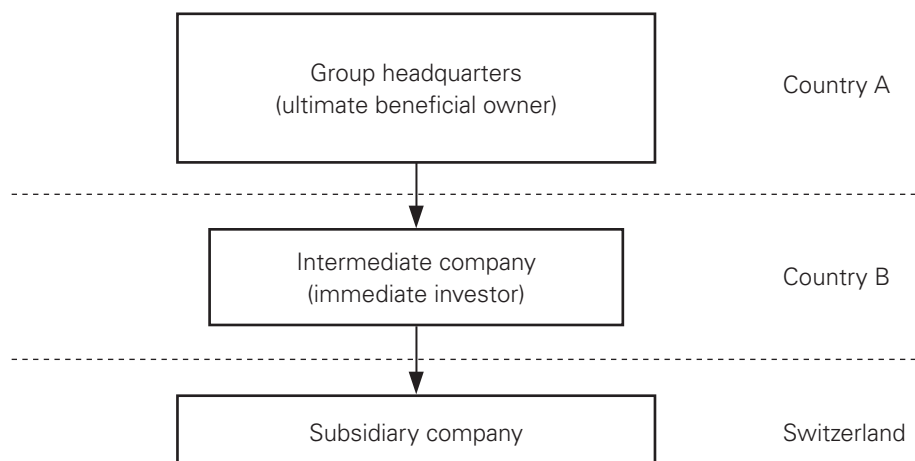 Group headquarters
(ultimate beneficial owner)
Country A
Intermediate company
(immediate investor)
Country B
Subsidiary company
Switzerland